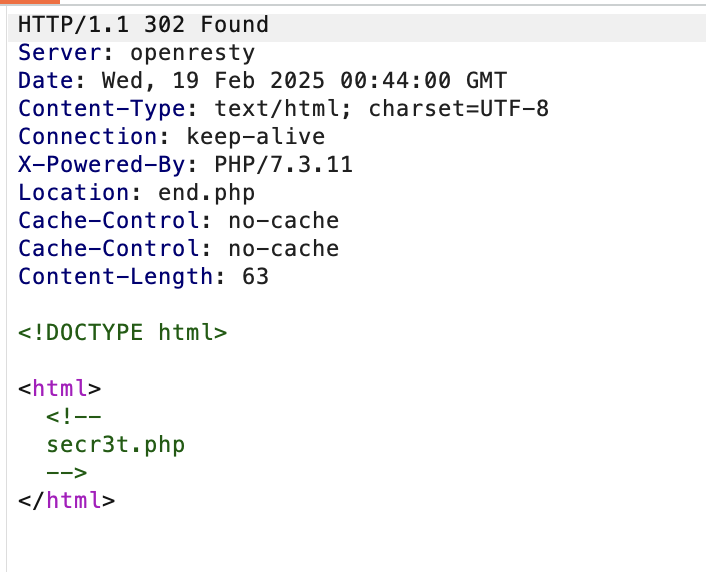 HTTP/1.1 302 Found
Server: openresty
Date: Wed, 19 Feb 2025 00:44:00 GMT
Content-Type: text/html; charset=UTF-8
Connection: keep-alive
X-Powered-By: PHP/7.3.11
Location: end.php
Cache-Control: no-cache
Cache-Control: no-cache
Content-Length: 63
<!DOCTYPE html>
<html>
<!--
secr3t.php
-->
</html>